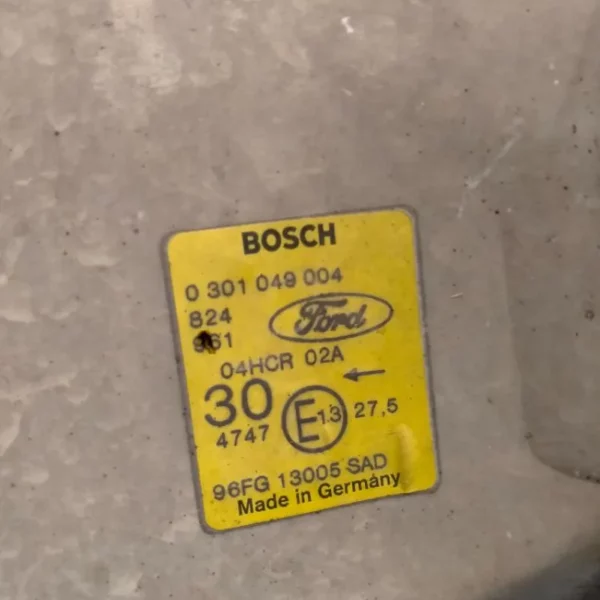 BOSCH
0 301 049 004
824
961
Ford
04HCR 02A
30
4747
E13
27,5
96FG 13005 SAD
Made in Germany